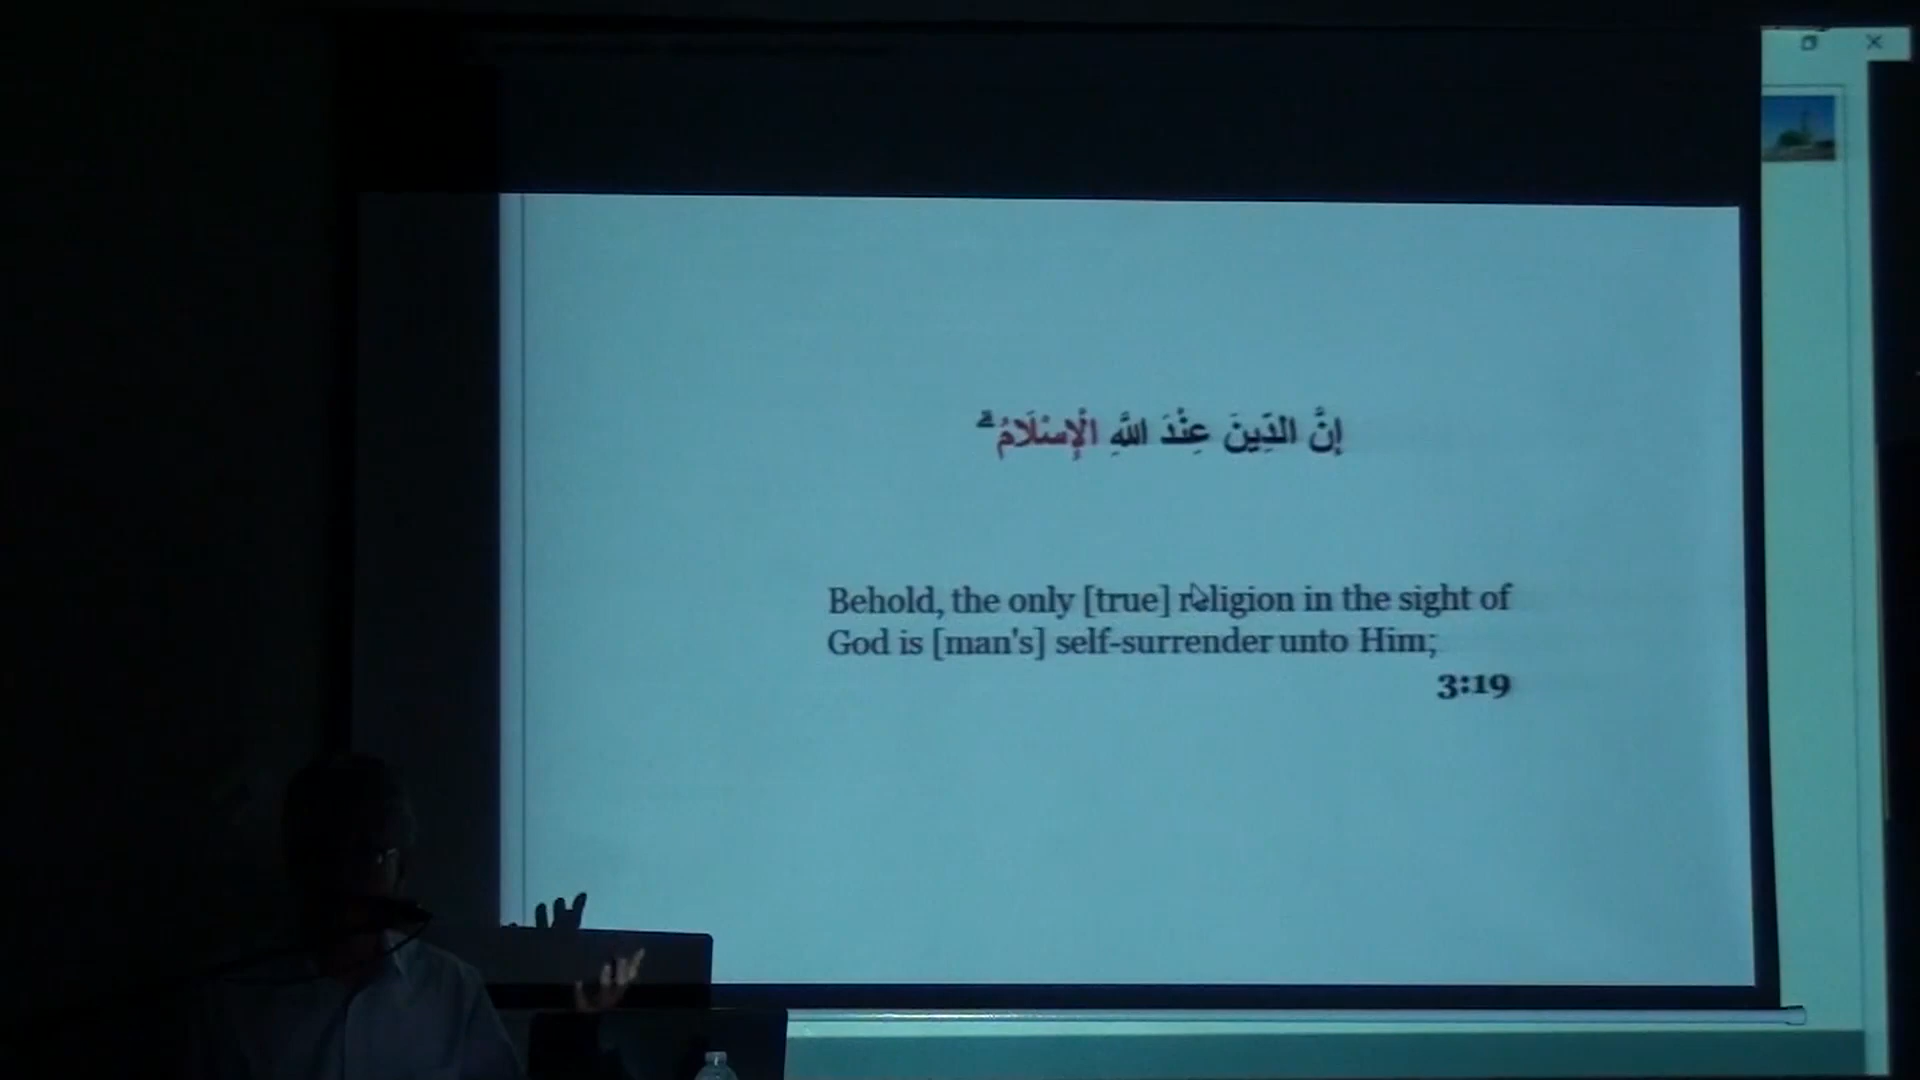 إِنَّ الدِّينَ عِنْدَ اللَّهِ الْإِسْلَامُ ۗ
Behold, the only [true] religion in the sight of
God is [man's] self-surrender unto Him;
3:19